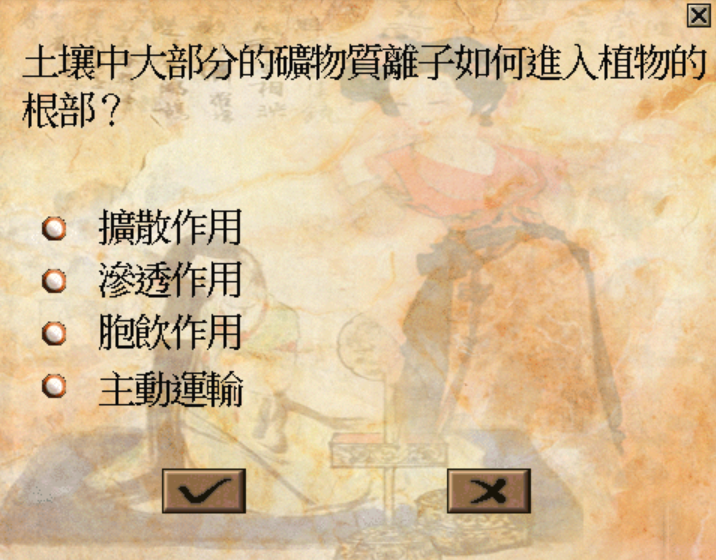 土壤中大部分的礦物質離子如何進入植物的
根部？
擴散作用
滲透作用
胞飲作用
主動運輸